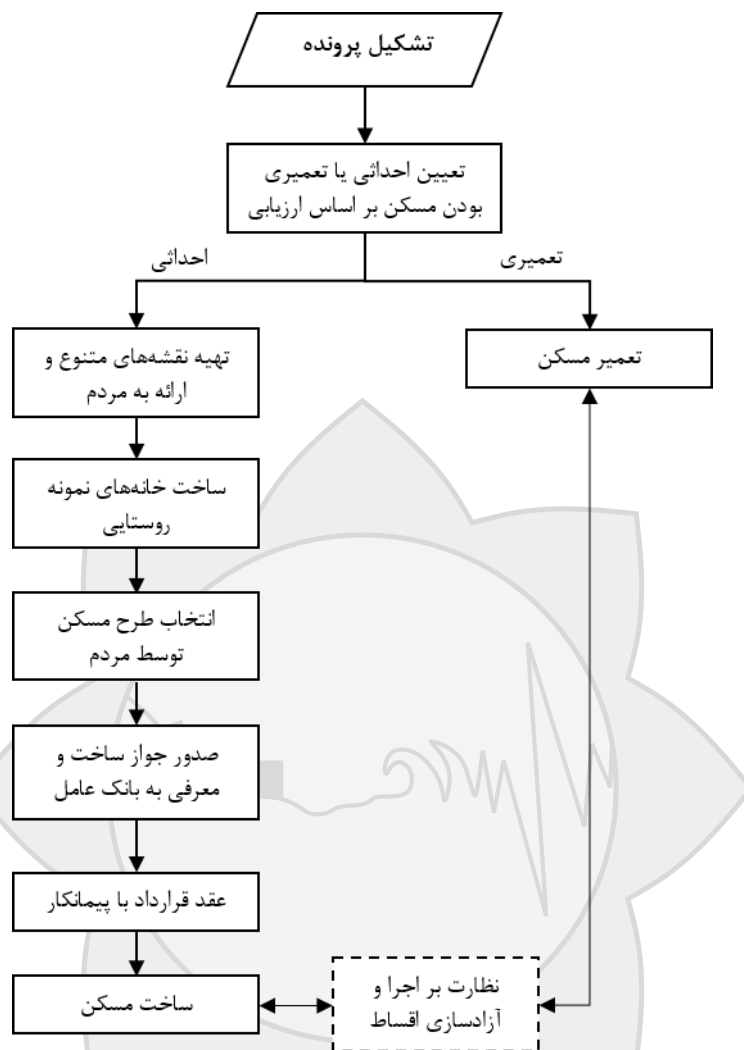 تشکیل پرونده
تعیین احداثی یا تعمیری
بودن مسکن بر اساس ارزیابی
تعمیری
احداثی
تعمیر مسکن
تهیه نقشه‌های متنوع و
ارائه به مردم
ساخت خانه‌های نمونه
روستایی
انتخاب طرح مسکن
توسط مردم
صدور جواز ساخت و
معرفی به بانک عامل
عقد قرارداد با پیمانکار
ساخت مسکن
نظارت بر اجرا و
آزادسازی اقساط